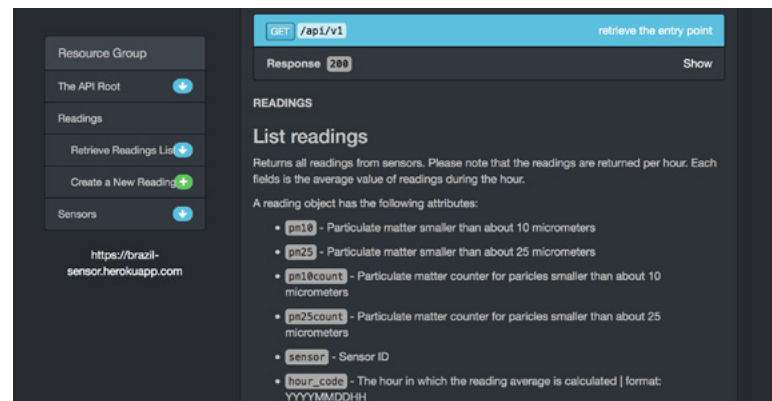 Resource Group
The API Root
Readings
Retrieve Readings Lis
Create a New Reading
Sensors
https://brazil-
sensor.herokuapp.com
GET /api/v1 retrieve the entry point
Response 200 Show
READINGS
List readings
Returns all readings from sensors. Please note that the readings are returned per hour. Each
fields is the average value of readings during the hour.
A reading object has the following attributes:
• pm10 - Particulate matter smaller than about 10 micrometers
• pm25 - Particulate matter smaller than about 25 micrometers
• pm10count - Particulate matter counter for paricles smaller than about 10
micrometers
• pm25count - Particulate matter counter for paricles smaller than about 25
micrometers
• sensor - Sensor ID
• hour_code - The hour in which the reading average is calculated | format:
YYYYMMDDHH